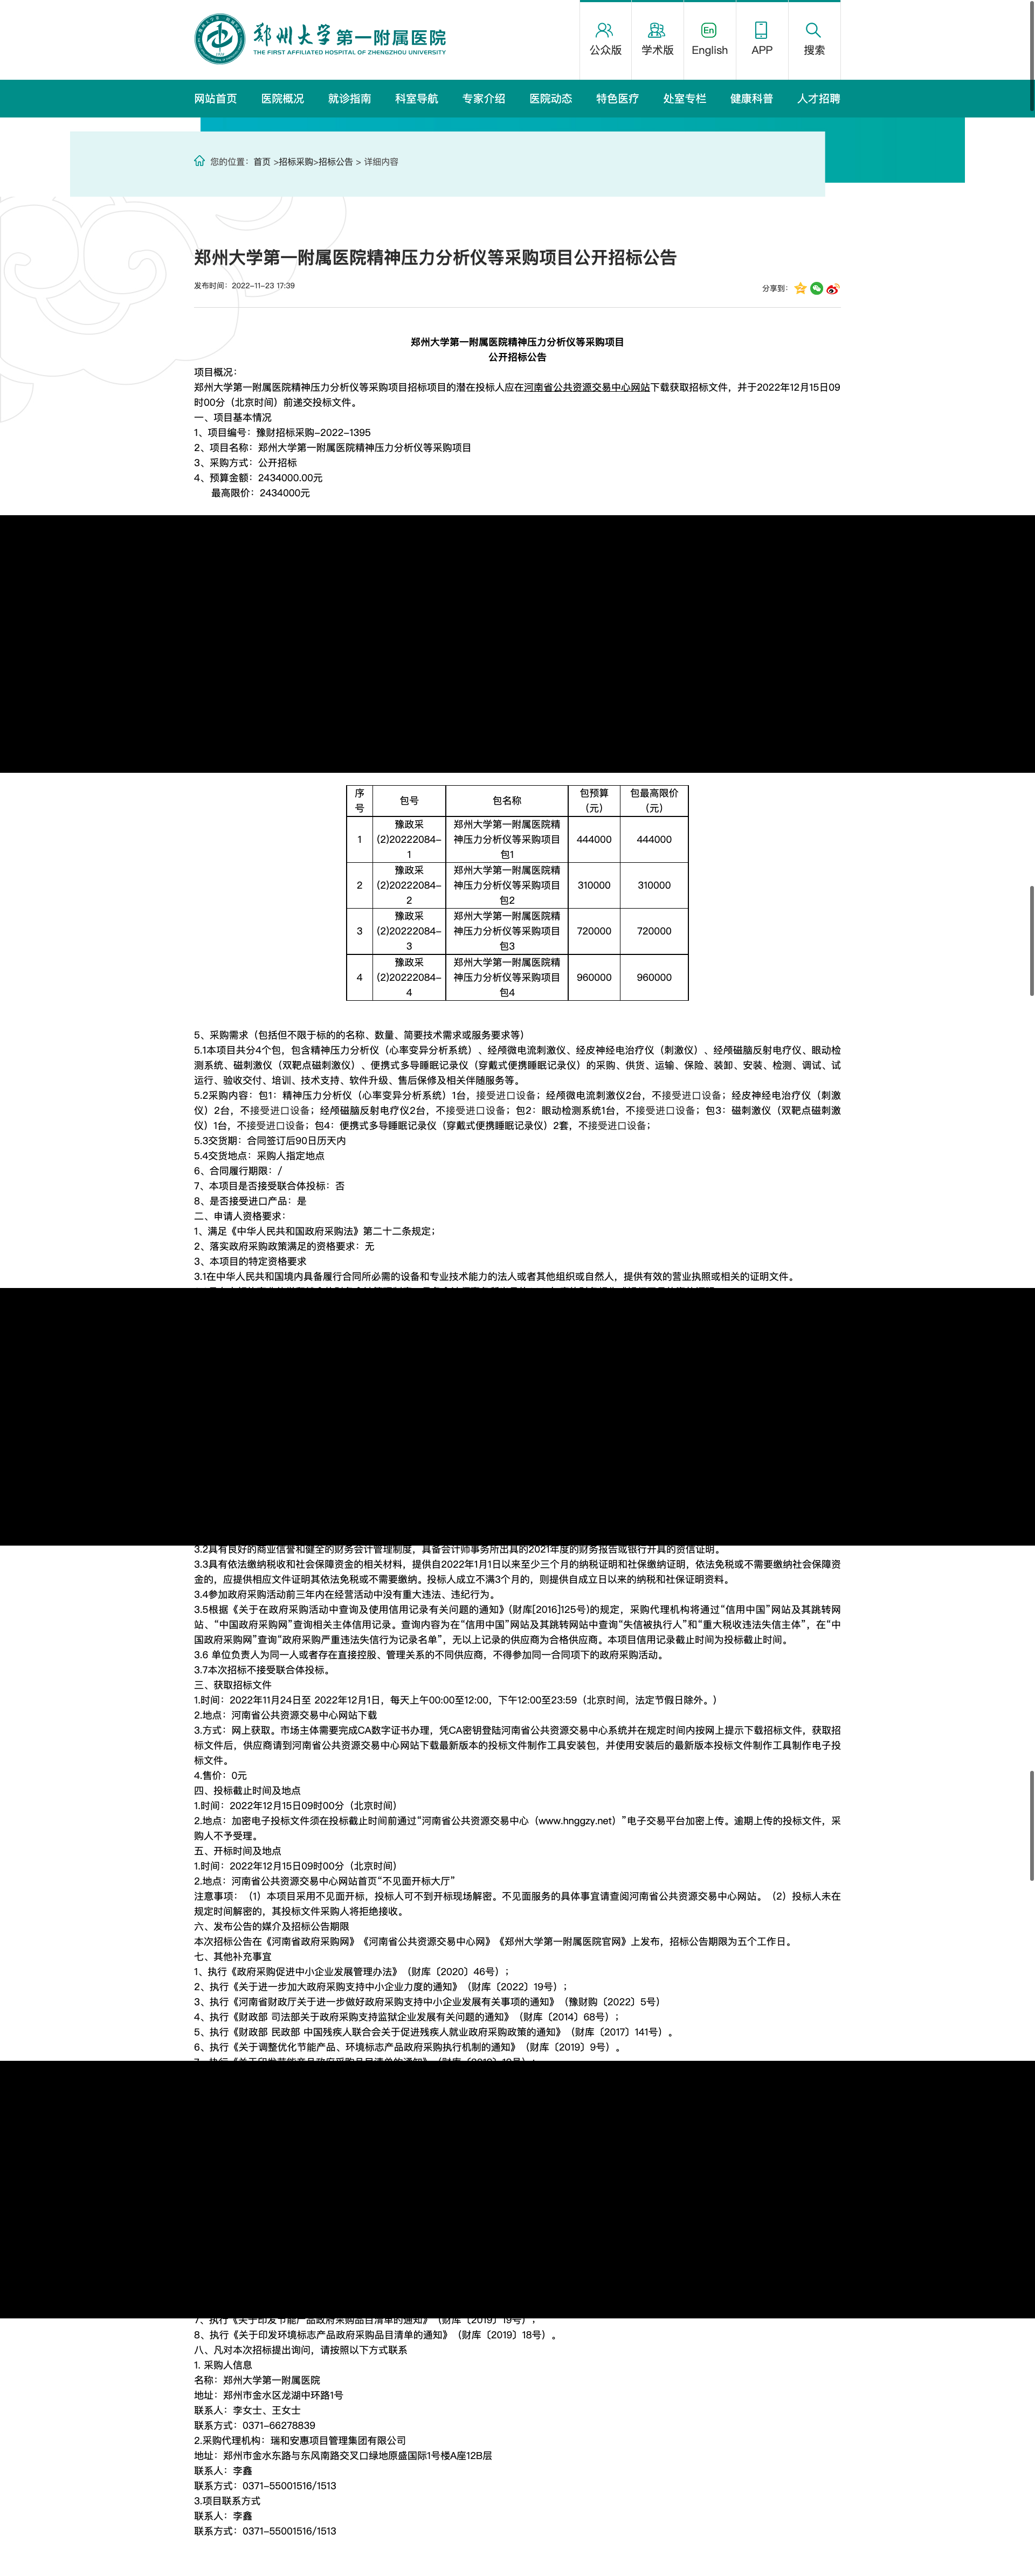 郑州大学第一附属医院
THE FIRST AFFILIATED HOSPITAL OF ZHENGZHOU UNIVERSITY
公众版 学术版 English APP 搜索
网站首页 医院概况 就诊指南 科室导航 专家介绍 医院动态 特色医疗 处室专栏 健康科普 人才招聘
您的位置：首页 >招标采购>招标公告 > 详细内容
郑州大学第一附属医院精神压力分析仪等采购项目公开招标公告
发布时间：2022-11-23 17:39
分享到：
郑州大学第一附属医院精神压力分析仪等采购项目
公开招标公告
项目概况：
郑州大学第一附属医院精神压力分析仪等采购项目招标项目的潜在投标人应在河南省公共资源交易中心网站下载获取招标文件，并于2022年12月15日09
时00分（北京时间）前递交投标文件。
一、项目基本情况
1、项目编号：豫财招标采购-2022-1395
2、项目名称：郑州大学第一附属医院精神压力分析仪等采购项目
3、采购方式：公开招标
4、预算金额：2434000.00元
最高限价：2434000元
序号 包号 包名称 包预算（元） 包最高限价（元）
1 豫政采(2)20222084-1 郑州大学第一附属医院精神压力分析仪等采购项目包1 444000 444000
2 豫政采(2)20222084-2 郑州大学第一附属医院精神压力分析仪等采购项目包2 310000 310000
3 豫政采(2)20222084-3 郑州大学第一附属医院精神压力分析仪等采购项目包3 720000 720000
4 豫政采(2)20222084-4 郑州大学第一附属医院精神压力分析仪等采购项目包4 960000 960000
5、采购需求（包括但不限于标的的名称、数量、简要技术需求或服务要求等）
5.1本项目共分4个包，包含精神压力分析仪（心率变异分析系统）、经颅微电流刺激仪、经皮神经电治疗仪（刺激仪）、经颅磁脑反射电疗仪、眼动检
测系统、磁刺激仪（双靶点磁刺激仪）、便携式多导睡眠记录仪（穿戴式便携睡眠记录仪）的采购、供货、运输、保险、装卸、安装、检测、调试、试
运行、验收交付、培训、技术支持、软件升级、售后保修及相关伴随服务等。
5.2采购内容：包1：精神压力分析仪（心率变异分析系统）1台，接受进口设备；经颅微电流刺激仪2台，不接受进口设备；经皮神经电治疗仪（刺激
仪）2台，不接受进口设备；经颅磁脑反射电疗仪2台，不接受进口设备；包2：眼动检测系统1台，不接受进口设备；包3：磁刺激仪（双靶点磁刺激
仪）1台，不接受进口设备；包4：便携式多导睡眠记录仪（穿戴式便携睡眠记录仪）2套，不接受进口设备；
5.3交货期：合同签订后90日历天内
5.4交货地点：采购人指定地点
6、合同履行期限：/
7、本项目是否接受联合体投标：否
8、是否接受进口产品：是
二、申请人资格要求：
1、满足《中华人民共和国政府采购法》第二十二条规定；
2、落实政府采购政策满足的资格要求：无
3、本项目的特定资格要求
3.1在中华人民共和国境内具备履行合同所必需的设备和专业技术能力的法人或者其他组织或自然人，提供有效的营业执照或相关的证明文件。
3.2具有良好的商业信誉和健全的财务会计管理制度，具备会计师事务所出具的2021年度的财务报告或银行开具的资信证明。
3.3具有依法缴纳税收和社会保障资金的相关材料，提供自2022年1月1日以来至少三个月的纳税证明和社保缴纳证明，依法免税或不需要缴纳社会保障资
金的，应提供相应文件证明其依法免税或不需要缴纳。投标人成立不满3个月的，则提供自成立日以来的纳税和社保证明资料。
3.4参加政府采购活动前三年内在经营活动中没有重大违法、违纪行为。
3.5根据《关于在政府采购活动中查询及使用信用记录有关问题的通知》(财库[2016]125号)的规定，采购代理机构将通过“信用中国”网站及其跳转网
站、“中国政府采购网”查询相关主体信用记录。查询内容为在“信用中国”网站及其跳转网站中查询“失信被执行人”和“重大税收违法失信主体”，在“中
国政府采购网”查询“政府采购严重违法失信行为记录名单”，无以上记录的供应商为合格供应商。本项目信用记录截止时间为投标截止时间。
3.6 单位负责人为同一人或者存在直接控股、管理关系的不同供应商，不得参加同一合同项下的政府采购活动。
3.7本次招标不接受联合体投标。
三、获取招标文件
1.时间：2022年11月24日至 2022年12月1日，每天上午00:00至12:00，下午12:00至23:59（北京时间，法定节假日除外。）
2.地点：河南省公共资源交易中心网站下载
3.方式：网上获取。市场主体需要完成CA数字证书办理，凭CA密钥登陆河南省公共资源交易中心系统并在规定时间内按网上提示下载招标文件，获取招
标文件后，供应商请到河南省公共资源交易中心网站下载最新版本的投标文件制作工具安装包，并使用安装后的最新版本投标文件制作工具制作电子投
标文件。
4.售价：0元
四、投标截止时间及地点
1.时间：2022年12月15日09时00分（北京时间）
2.地点：加密电子投标文件须在投标截止时间前通过“河南省公共资源交易中心（www.hnggzy.net）”电子交易平台加密上传。逾期上传的投标文件，采
购人不予受理。
五、开标时间及地点
1.时间：2022年12月15日09时00分（北京时间）
2.地点：河南省公共资源交易中心网站首页“不见面开标大厅”
注意事项：（1）本项目采用不见面开标，投标人可不到开标现场解密。不见面服务的具体事宜请查阅河南省公共资源交易中心网站。（2）投标人未在
规定时间解密的，其投标文件采购人将拒绝接收。
六、发布公告的媒介及招标公告期限
本次招标公告在《河南省政府采购网》《河南省公共资源交易中心网》《郑州大学第一附属医院官网》上发布，招标公告期限为五个工作日。
七、其他补充事宜
1、执行《政府采购促进中小企业发展管理办法》（财库〔2020〕46号）；
2、执行《关于进一步加大政府采购支持中小企业力度的通知》（财库〔2022〕19号）；
3、执行《河南省财政厅关于进一步做好政府采购支持中小企业发展有关事项的通知》（豫财购〔2022〕5号）
4、执行《财政部 司法部关于政府采购支持监狱企业发展有关问题的通知》（财库〔2014〕68号）；
5、执行《财政部 民政部 中国残疾人联合会关于促进残疾人就业政府采购政策的通知》（财库〔2017〕141号）。
6、执行《关于调整优化节能产品、环境标志产品政府采购执行机制的通知》（财库〔2019〕9号）。
7、执行《关于印发节能产品政府采购品目清单的通知》（财库〔2019〕19号）；
8、执行《关于印发环境标志产品政府采购品目清单的通知》（财库〔2019〕18号）。
八、凡对本次招标提出询问，请按照以下方式联系
1. 采购人信息
名称：郑州大学第一附属医院
地址：郑州市金水区龙湖中环路1号
联系人：李女士、王女士
联系方式：0371-66278839
2.采购代理机构：瑞和安惠项目管理集团有限公司
地址：郑州市金水东路与东风南路交叉口绿地原盛国际1号楼A座12B层
联系人：李鑫
联系方式：0371-55001516/1513
3.项目联系方式
联系人：李鑫
联系方式：0371-55001516/1513